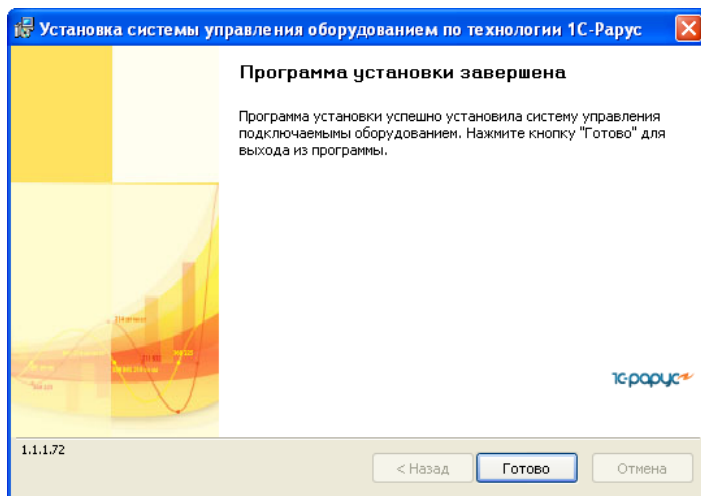 Установка системы управления оборудованием по технологии 1С-Рарус
Программа установки завершена
Программа установки успешно установила систему управления
подключаемымы оборудованием. Нажмите кнопку "Готово" для
выхода из программы.
1С·рарус
1.1.1.72
< Назад
Готово
Отмена